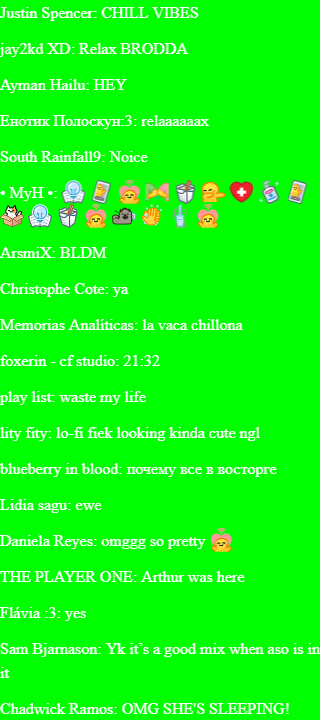 Justin Spencer: CHILL VIBES
jay2kd XD: Relax BRODDA
Ayman Hailu: HEY
Енотик Полоскун:3: relaaaaaax
South Rainfall9: Noice
• MyH •:
ArsmiX: BLDM
Christophe Cote: ya
Memorias Analíticas: la vaca chillona
foxerin - cf studio: 21:32
play list: waste my life
lity fity: lo-fi fiek looking kinda cute ngl
blueberry in blood: почему все в восторге
Lidia sagu: ewe
Daniela Reyes: omggg so pretty
THE PLAYER ONE: Arthur was here
Flávia :3: yes
Sam Bjarnason: Yk it's a good mix when aso is in
it
Chadwick Ramos: OMG SHE'S SLEEPING!